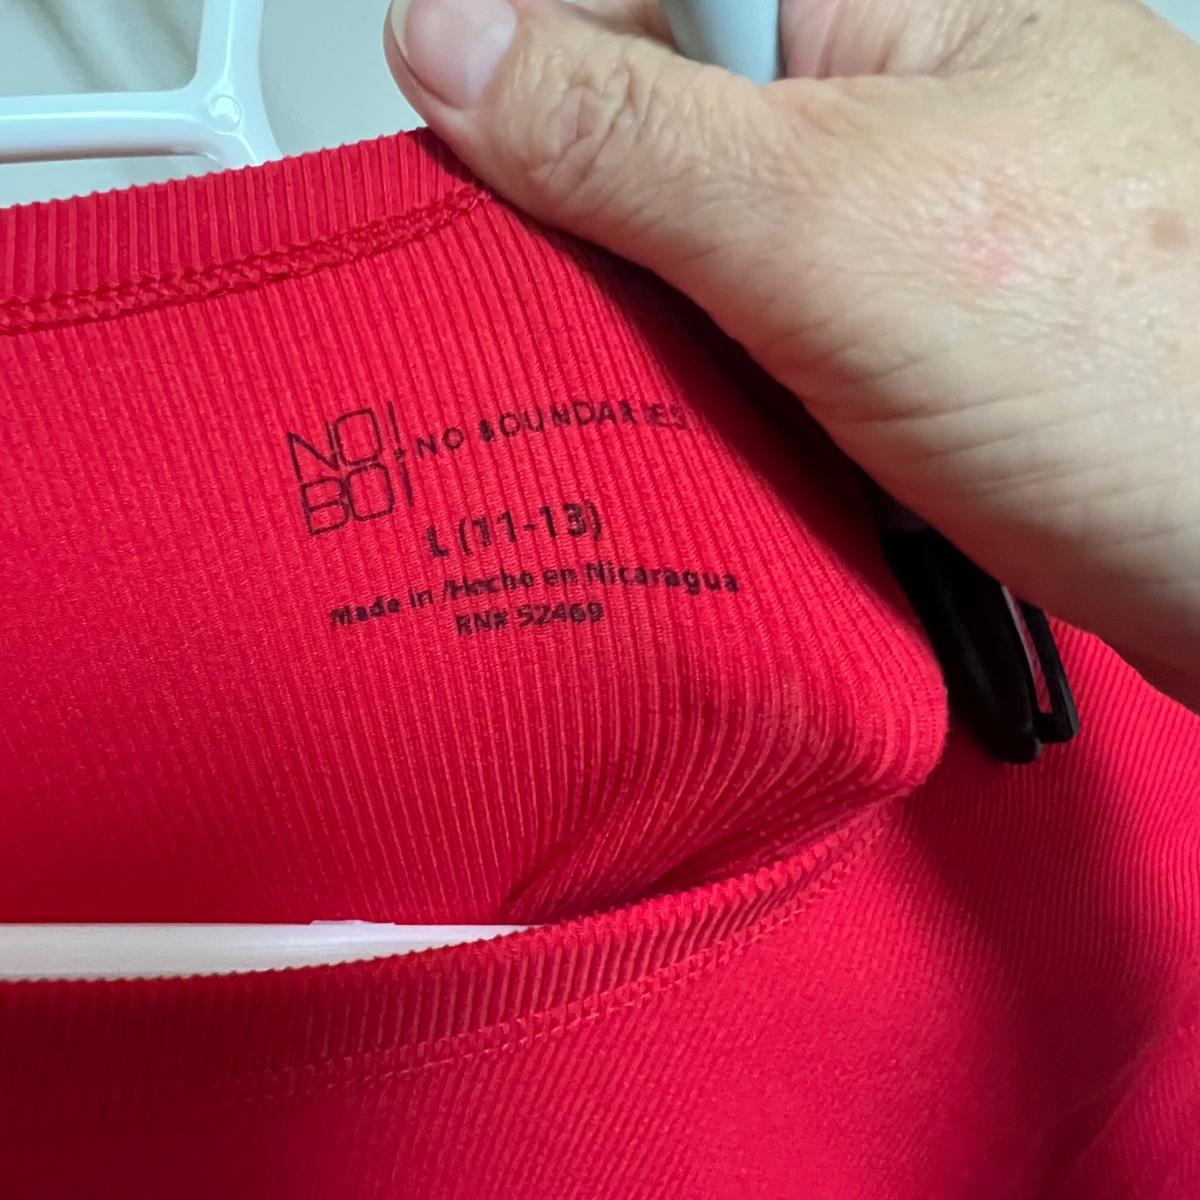 NO! NO BOUNDARIES
BO!
L (11-13)
Made in /Hecho en Nicaragua
RN# 52469